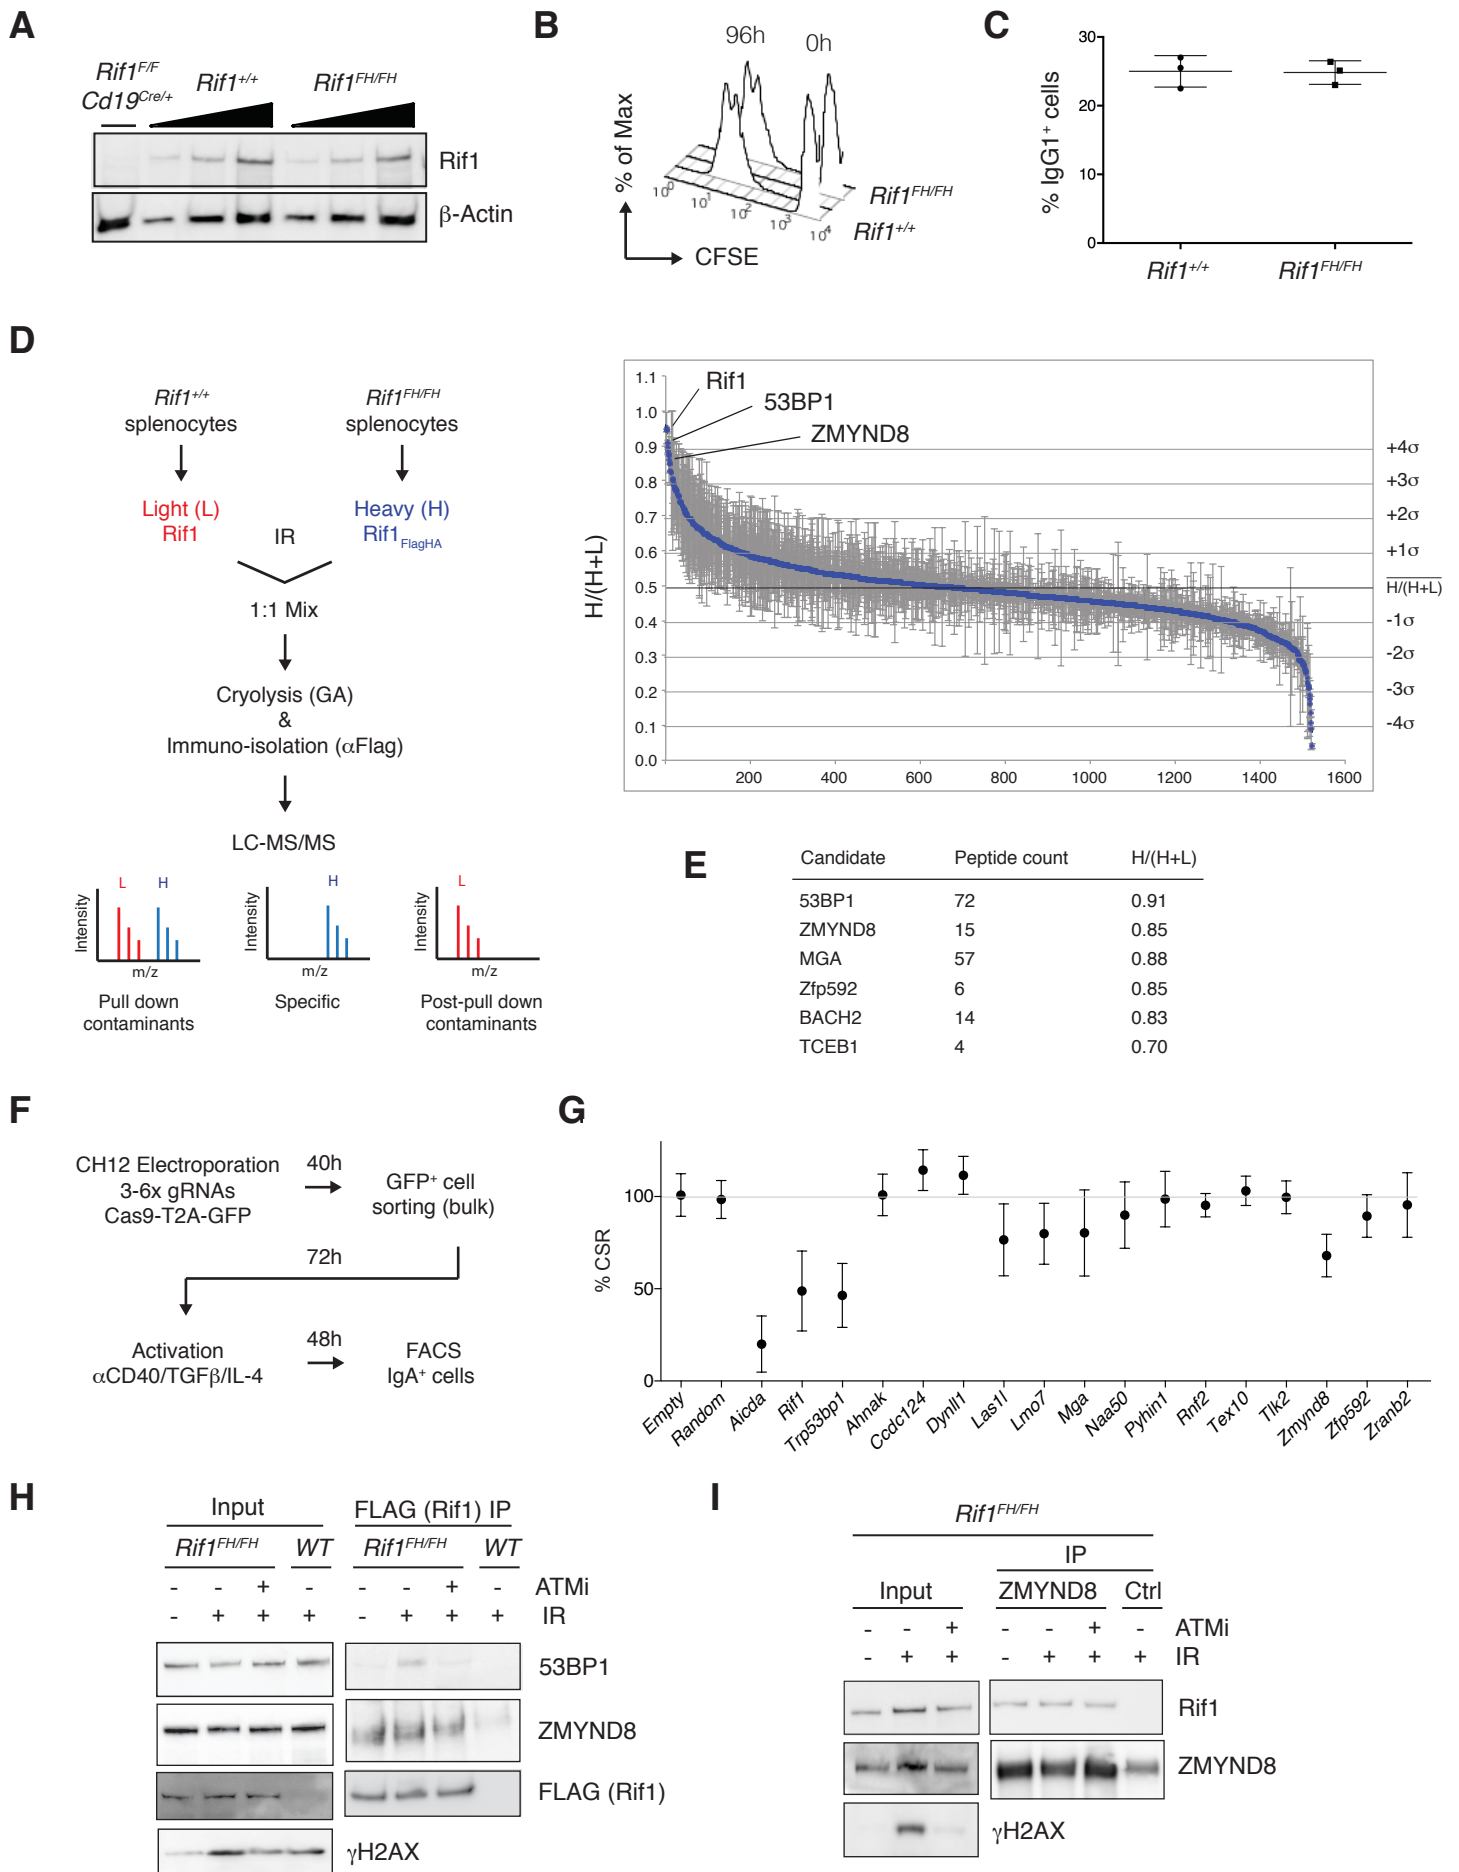 A
Rif1F/F
Cd19Cre/+
Rif1+/+
Rif1FH/FH
Rif1
β-Actin
B
96h
0h
% of Max
10⁰
10¹
10²
10³
10⁴
Rif1FH/FH
Rif1+/+
CFSE
C
% IgG1+ cells
30
20
10
0
Rif1+/+
Rif1FH/FH
D
Rif1+/+
splenocytes
Rif1FH/FH
splenocytes
Light (L)
Rif1
Heavy (H)
Rif1FlagHA
IR
1:1 Mix
Cryolysis (GA)
&
Immuno-isolation (αFlag)
LC-MS/MS
L
H
Intensity
m/z
Pull down
contaminants
H
Intensity
m/z
Specific
L
Intensity
m/z
Post-pull down
contaminants
H/(H+L)
1.1
1.0
0.9
0.8
0.7
0.6
0.5
0.4
0.3
0.2
0.1
0.0
Rif1
53BP1
ZMYND8
+4σ
+3σ
+2σ
+1σ
H/(H+L)
-1σ
-2σ
-3σ
-4σ
200 400 600 800 1000 1200 1400 1600
E
Candidate Peptide count H/(H+L)
53BP1 72 0.91
ZMYND8 15 0.85
MGA 57 0.88
Zfp592 6 0.85
BACH2 14 0.83
TCEB1 4 0.70
F
CH12 Electroporation
3-6x gRNAs
Cas9-T2A-GFP
40h
GFP+ cell
sorting (bulk)
72h
Activation
αCD40/TGFβ/IL-4
48h
FACS
IgA+ cells
G
% CSR
100
50
0
Empty
Random
Aicda
Rif1
Trp53bp1
Ahnak
Ccdc124
Dynll1
Las1l
Lmo7
Mga
Naa50
Pyhin1
Rnf2
Tex10
Tlk2
Zmynd8
Zfp592
Zranb2
H
Input
FLAG (Rif1) IP
Rif1FH/FH WT Rif1FH/FH WT
- - + - - - + - ATMi
- + + + - + + + IR
53BP1
ZMYND8
FLAG (Rif1)
γH2AX
I
Rif1FH/FH
IP
Input ZMYND8 Ctrl
- - + - - + - ATMi
- + + - + + + IR
Rif1
ZMYND8
γH2AX